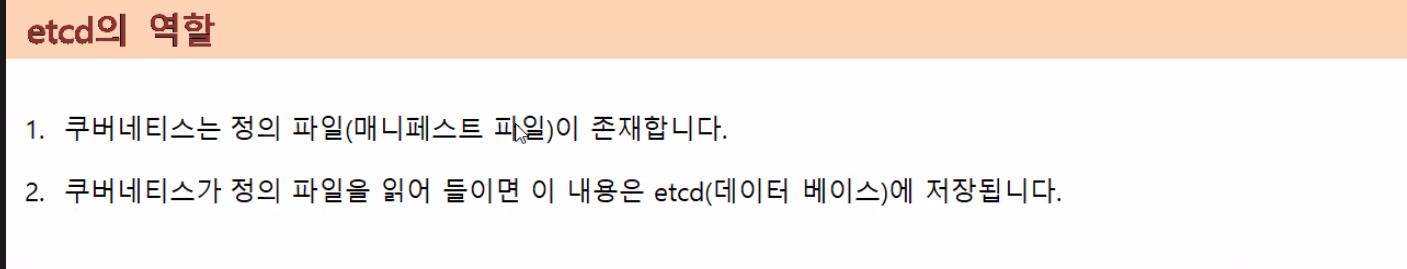 etcd의 역할
1. 쿠버네티스는 정의 파일(매니페스트 파일)이 존재합니다.
2. 쿠버네티스가 정의 파일을 읽어 들이면 이 내용은 etcd(데이터 베이스)에 저장됩니다.